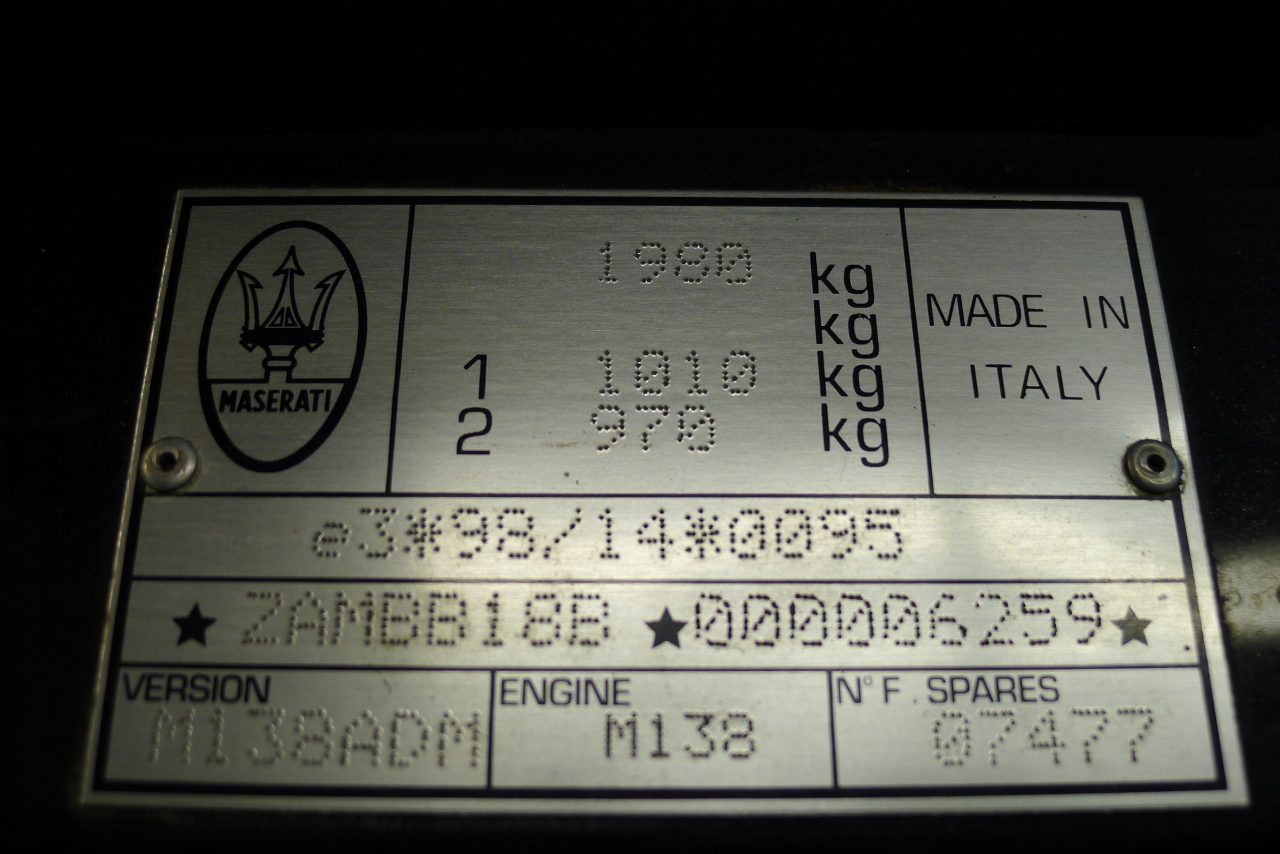 MASERATI
1980 kg
kg
1 1010 kg
2 970 kg
MADE IN
ITALY
e3*98/14*0095
★ ZAMBB18B ★000006259★
VERSION
M138ADM
ENGINE
M138
N° F. SPARES
07477